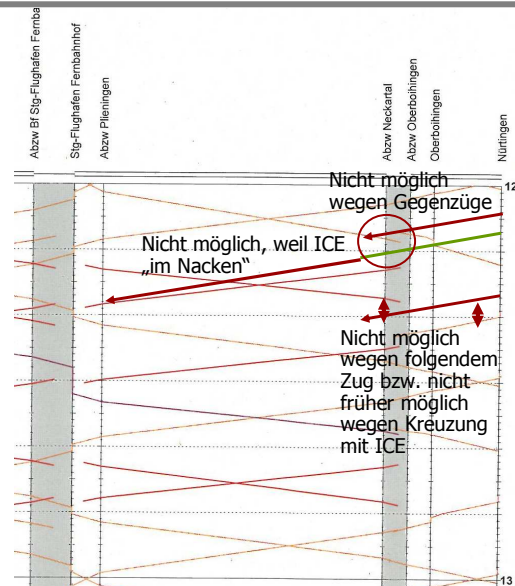 Abzw Bf Stg-Flughafen Fernba
Stg-Flughafen Fernbahnhof
Abzw Plieningen
Abzw Neckartal
Abzw Oberboihingen
Oberboihingen
Nürtingen
12
Nicht möglich
wegen Gegenzüge
Nicht möglich, weil ICE
„im Nacken“
Nicht möglich
wegen folgendem
Zug bzw. nicht
früher möglich
wegen Kreuzung
mit ICE
13